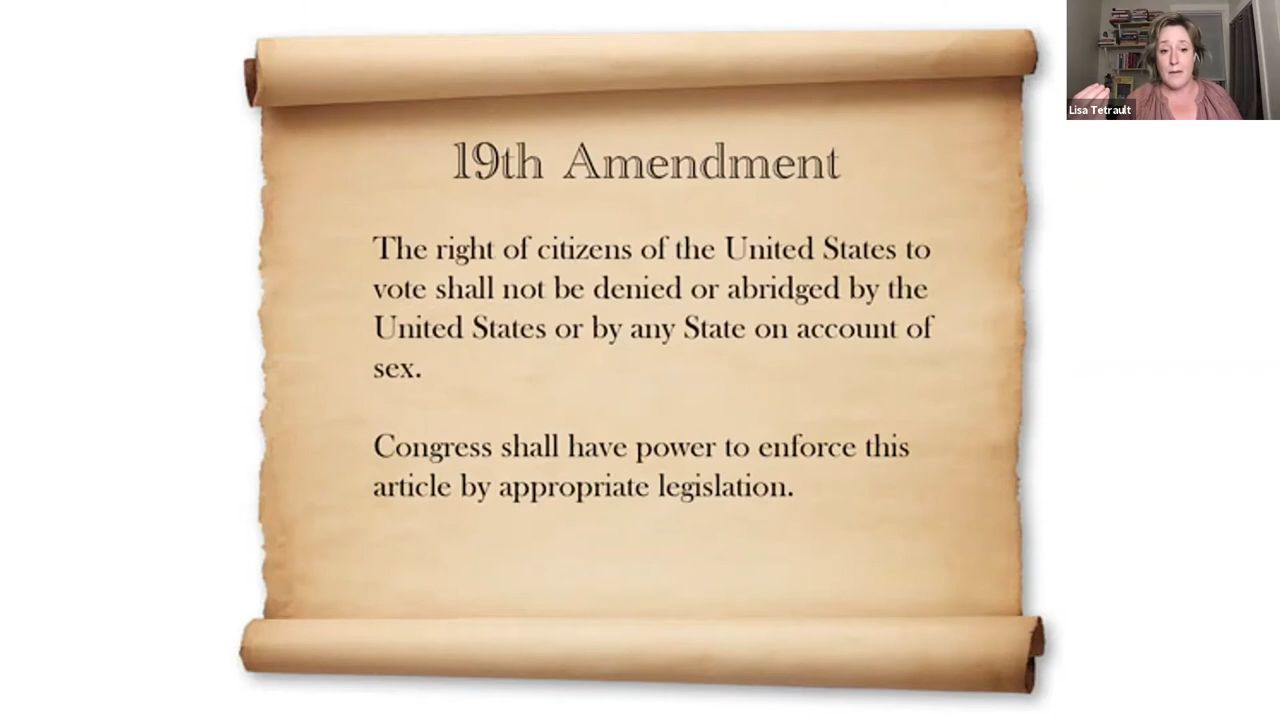 Lisa Tetrault
19th Amendment
The right of citizens of the United States to
vote shall not be denied or abridged by the
United States or by any State on account of
sex.
Congress shall have power to enforce this
article by appropriate legislation.